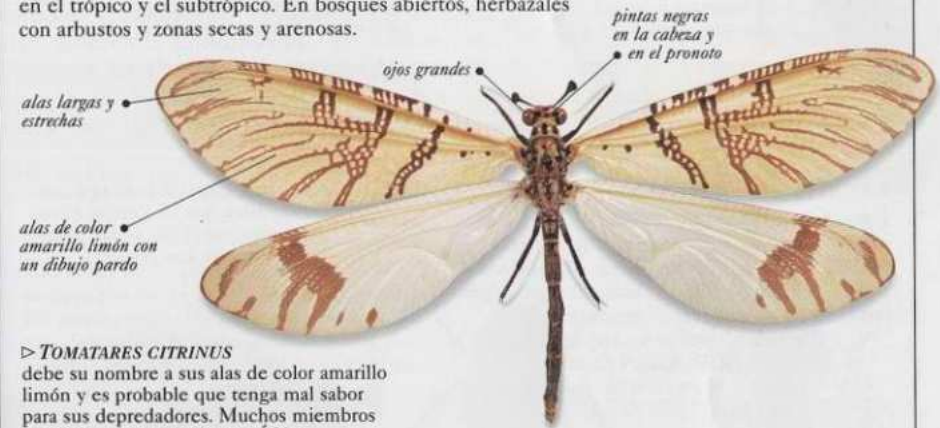 en el trópico y el subtrópico. En bosques abiertos, herbazales
con arbustos y zonas secas y arenosas.
pintas negras
en la cabeza y
en el pronoto
ojos grandes
alas largas y
estrechas
alas de color
amarillo limón con
un dibujo pardo
▷ TOMATARES CITRINUS
debe su nombre a sus alas de color amarillo
limón y es probable que tenga mal sabor
para sus depredadores. Muchos miembros